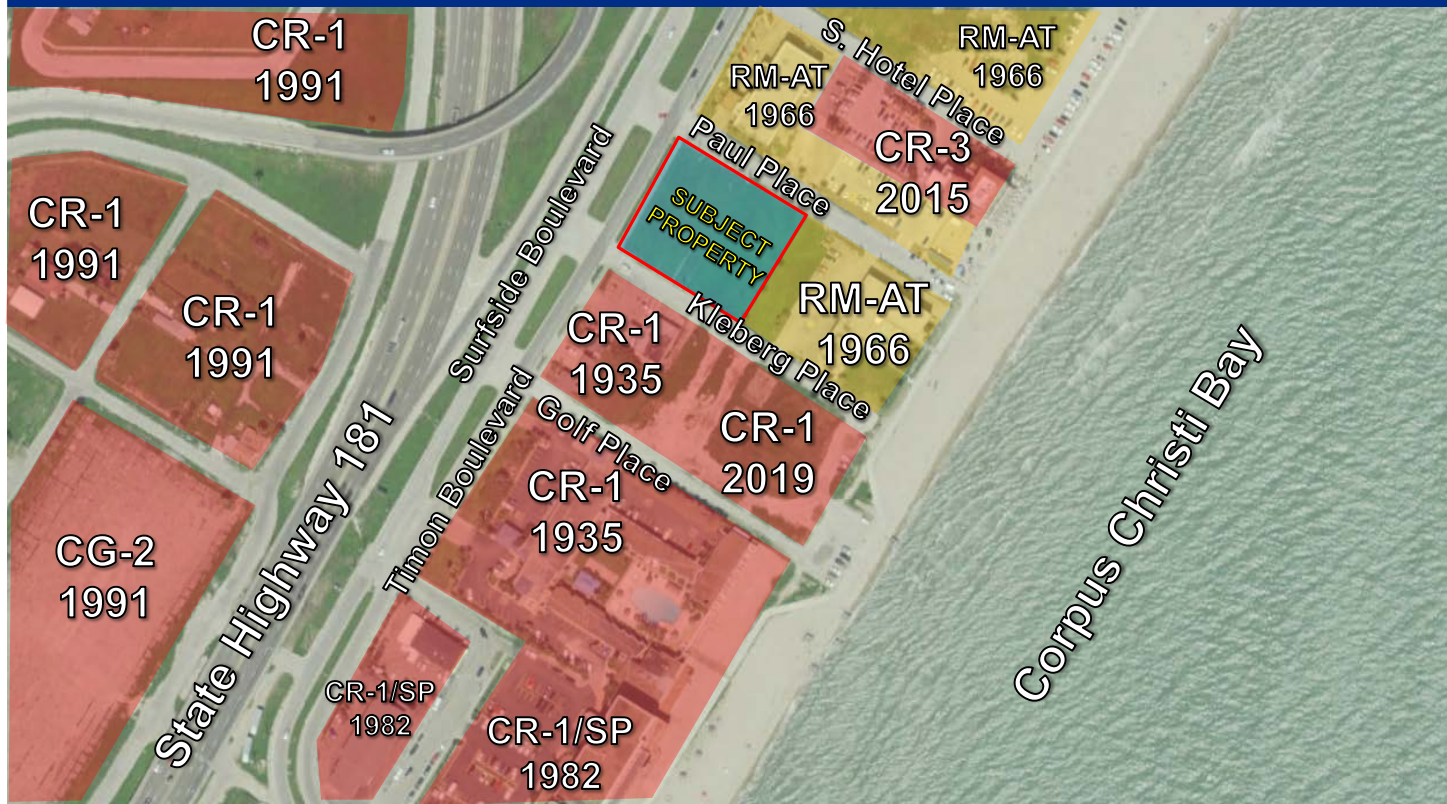 CR-1
1991
S. Hotel Place
RM-AT
1966
RM-AT
1966
CR-3
2015
Paul Place
SUBJECT
PROPERTY
Surfside Boulevard
CR-1
1991
CR-1
1991
RM-AT
1966
Kleberg Place
CR-1
1935
CR-1
2019
Golf Place
CR-1
1935
Timon Boulevard
State Highway 181
CG-2
1991
Corpus Christi Bay
CR-1/SP
1982
CR-1/SP
1982